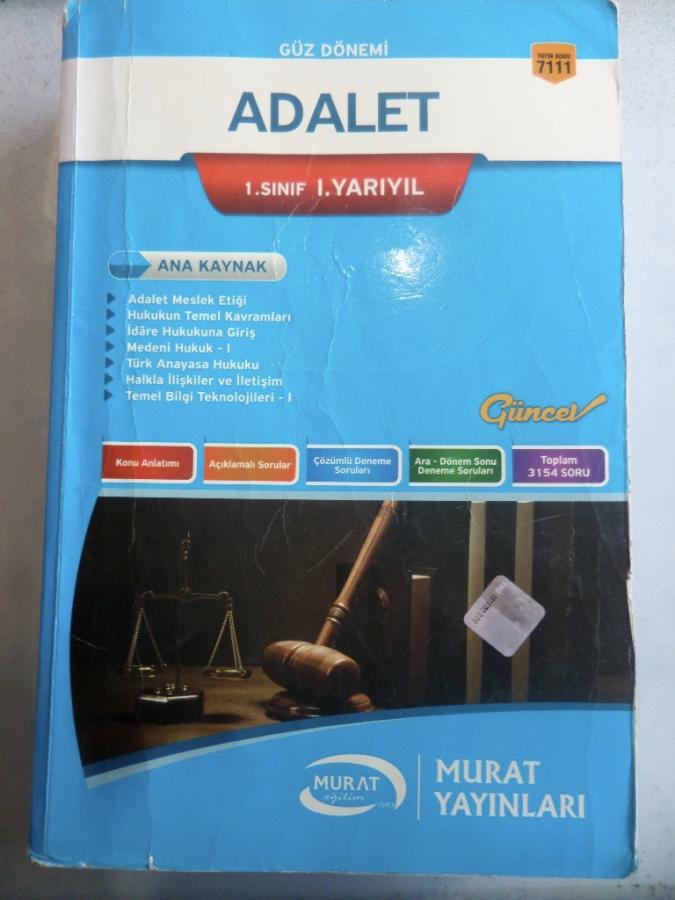 GÜZ DÖNEMİ
YAYIN KODU
7111
ADALET
1.SINIF I.YARIYIL
ANA KAYNAK
Adalet Meslek Etiği
Hukukun Temel Kavramları
İdâre Hukukuna Giriş
Medeni Hukuk - I
Türk Anayasa Hukuku
Halkla İlişkiler ve İletişim
Temel Bilgi Teknolojileri - I
Güncel
Konu Anlatımı
Açıklamalı Sorular
Çözümlü Deneme
Soruları
Ara - Dönem Sonu
Deneme Soruları
Toplam
3154 SORU
MURAT
eğitim
1983
MURAT
YAYINLARI